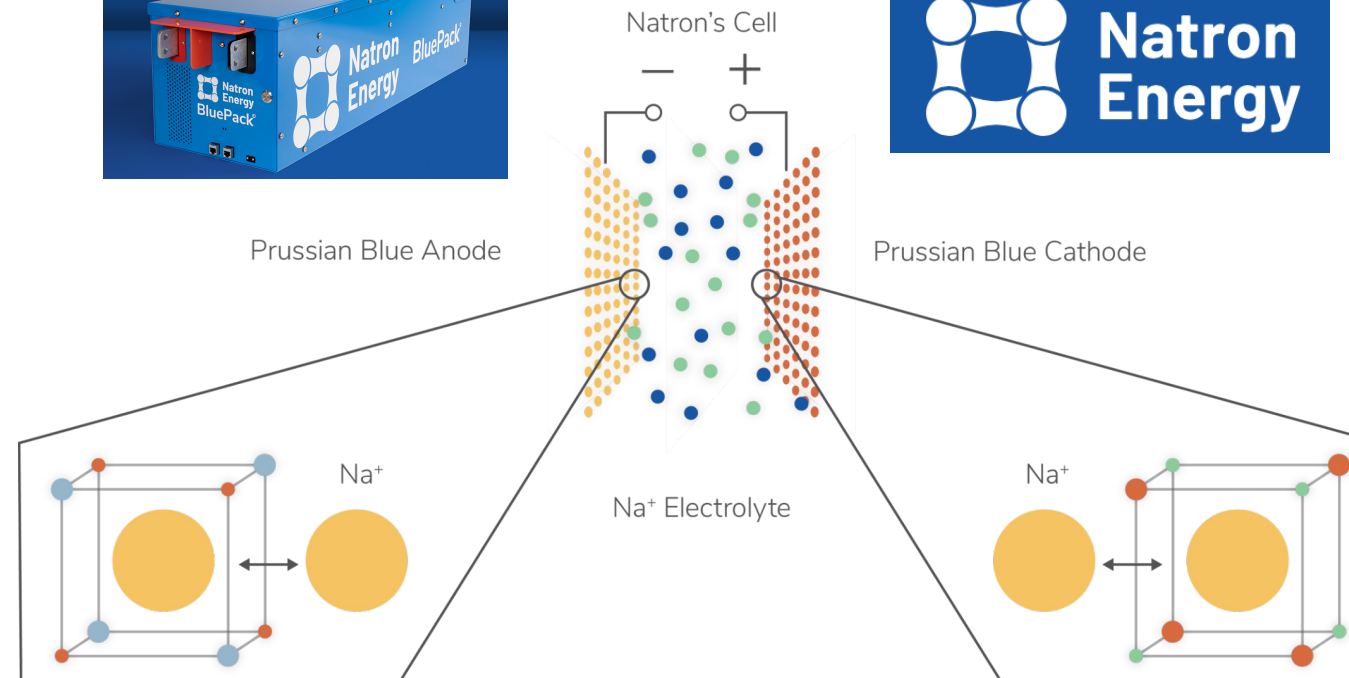 Natron's Cell
− +
Natron
Energy
BluePack
Natron
Energy
BluePack
Natron
Energy
Prussian Blue Anode
Prussian Blue Cathode
Na⁺
Na⁺
Na⁺ Electrolyte